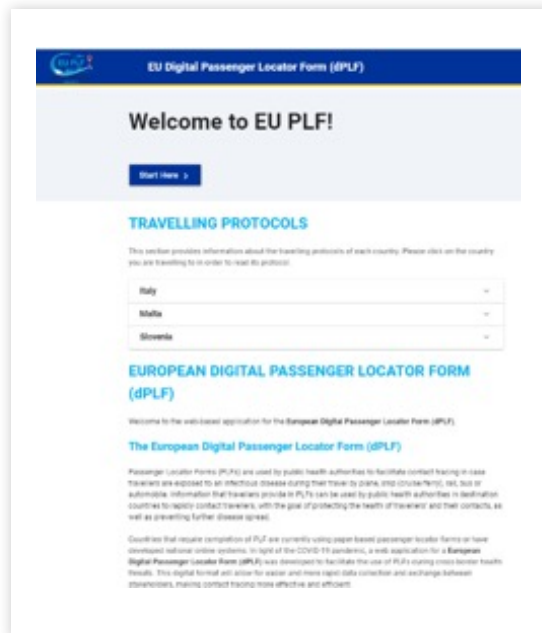 EU PLF
EU Digital Passenger Locator Form (dPLF)
Welcome to EU PLF!
Start Here >
TRAVELLING PROTOCOLS
This section provides information about the travelling protocols of each country. Please click on the country
you are travelling to in order to read its protocol.
Italy
Malta
Slovenia
EUROPEAN DIGITAL PASSENGER LOCATOR FORM
(dPLF)
Welcome to the web-based application for the European Digital Passenger Locator Form (dPLF).
The European Digital Passenger Locator Form (dPLF)
Passenger Locator Forms (PLFs) are used by public health authorities to facilitate contact tracing in case
travelers are exposed to an infectious disease during their travel by plane, ship (cruise/ferry), rail, bus or
automobile. Information that travelers provide in PLFs can be used by public health authorities in destination
countries to rapidly contact travelers, with the goal of protecting the health of travelers' and their contacts, as
well as preventing further disease spread.
Countries that require completion of PLF are currently using paper-based passenger locator forms or have
developed national online systems. In light of the COVID-19 pandemic, a web application for a European
Digital Passenger Locator Form (dPLF) was developed to facilitate the use of PLFs during cross-border health
threats. This digital format will allow for easier and more rapid data collection and exchange between
stakeholders, making contact tracing more effective and efficient.